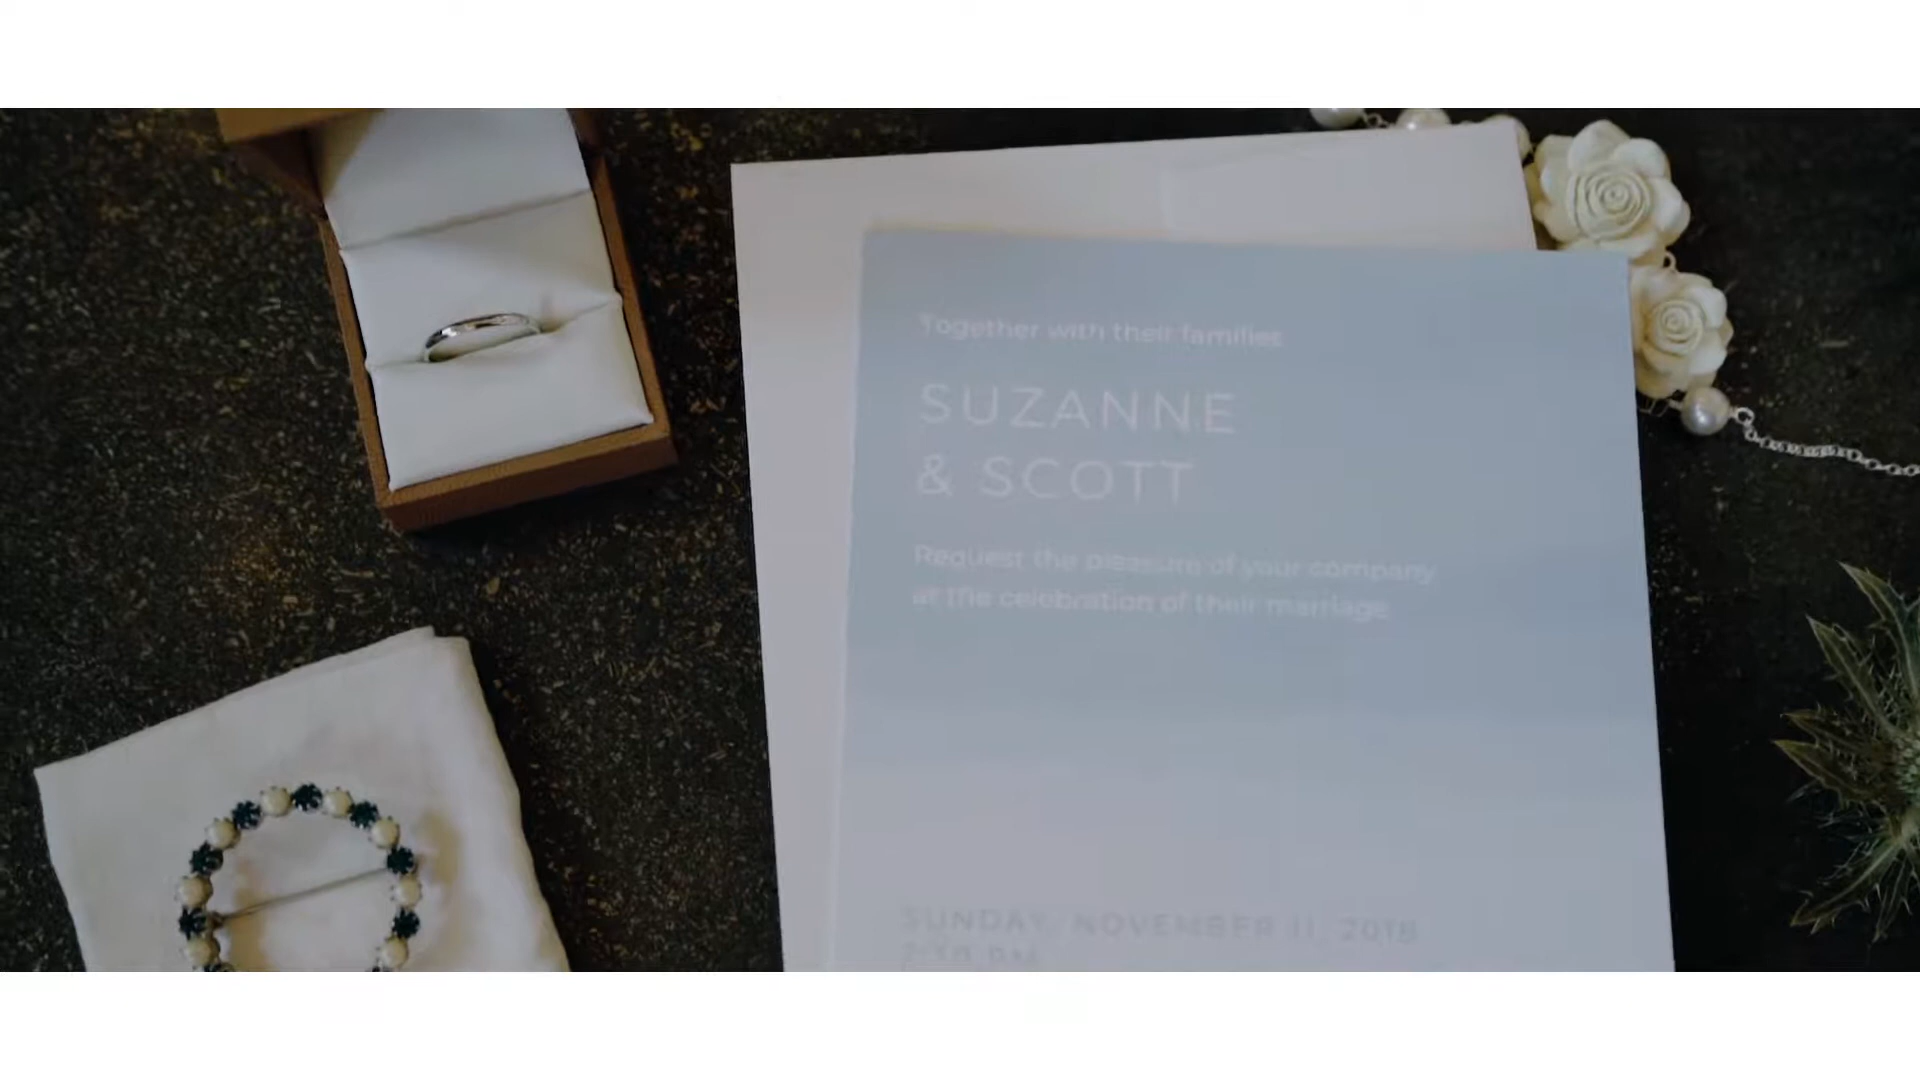 Together with their families
SUZANNE
& SCOTT
Request the pleasure of your company
at the celebration of their marriage
SUNDAY, NOVEMBER 11, 2018